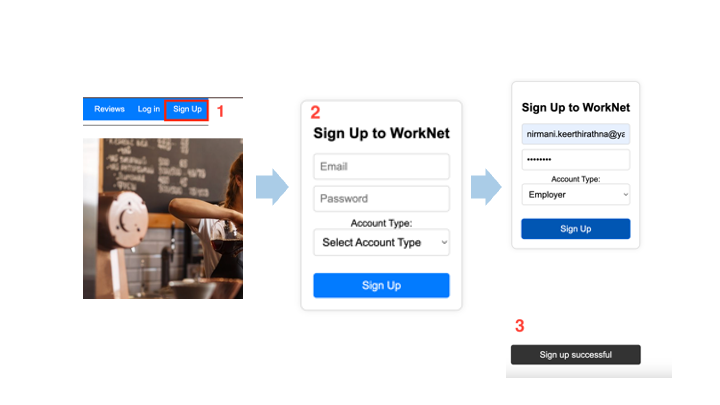 Reviews Log in Sign Up 1
2
Sign Up to WorkNet
Email
Password
Account Type:
Select Account Type
Sign Up
Sign Up to WorkNet
nirmani.keerthirathna@ya
••••••••
Account Type:
Employer
Sign Up
3
Sign up successful